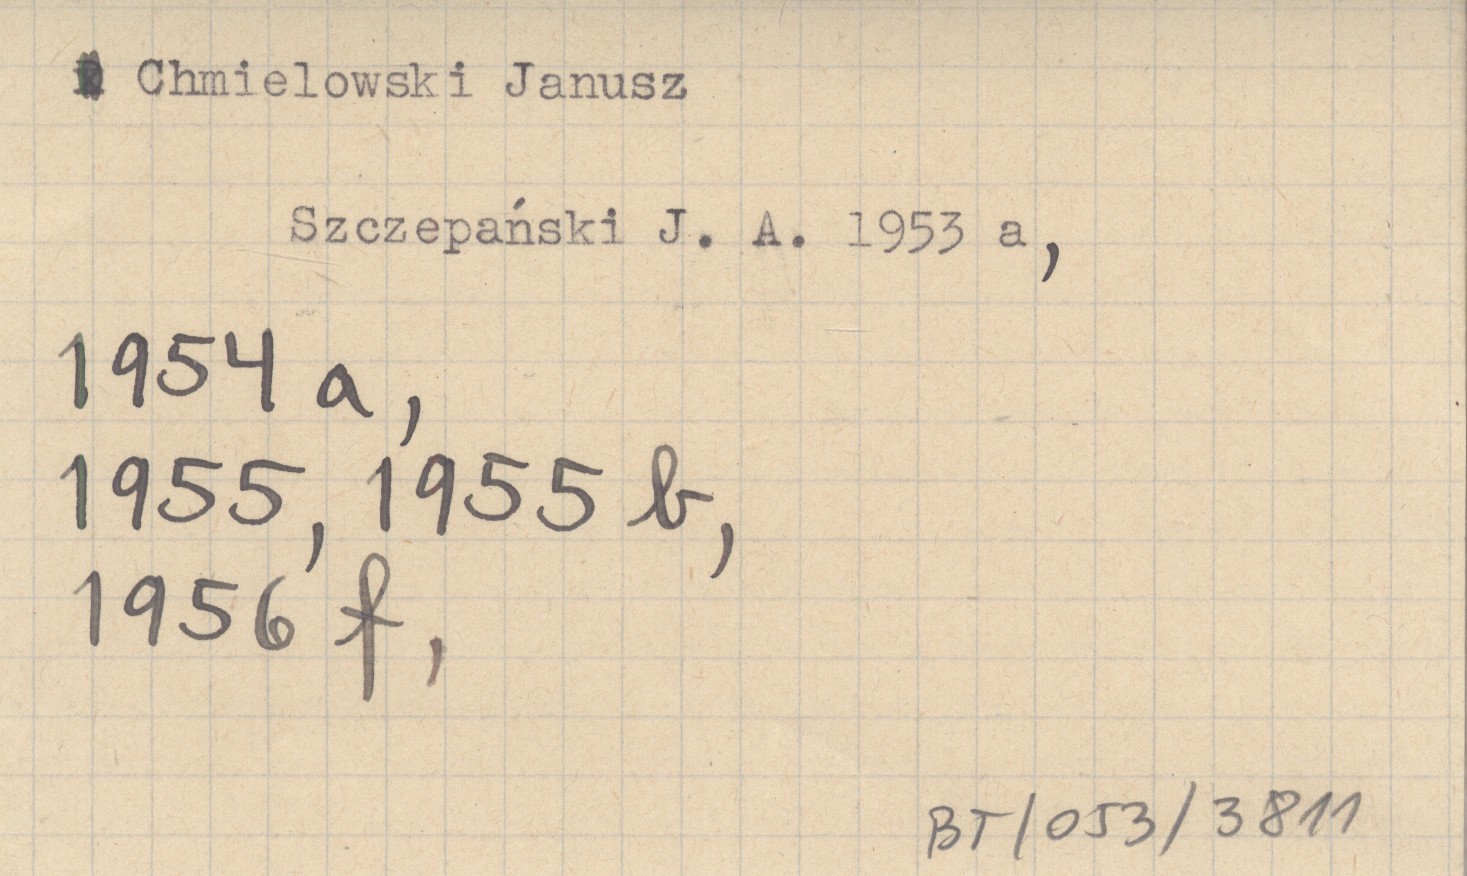 Chmielowski Janusz
Szczepański J. A. 1953 a,
1954 a,
1955, 1955 b,
1956 f,
BT/053/3811